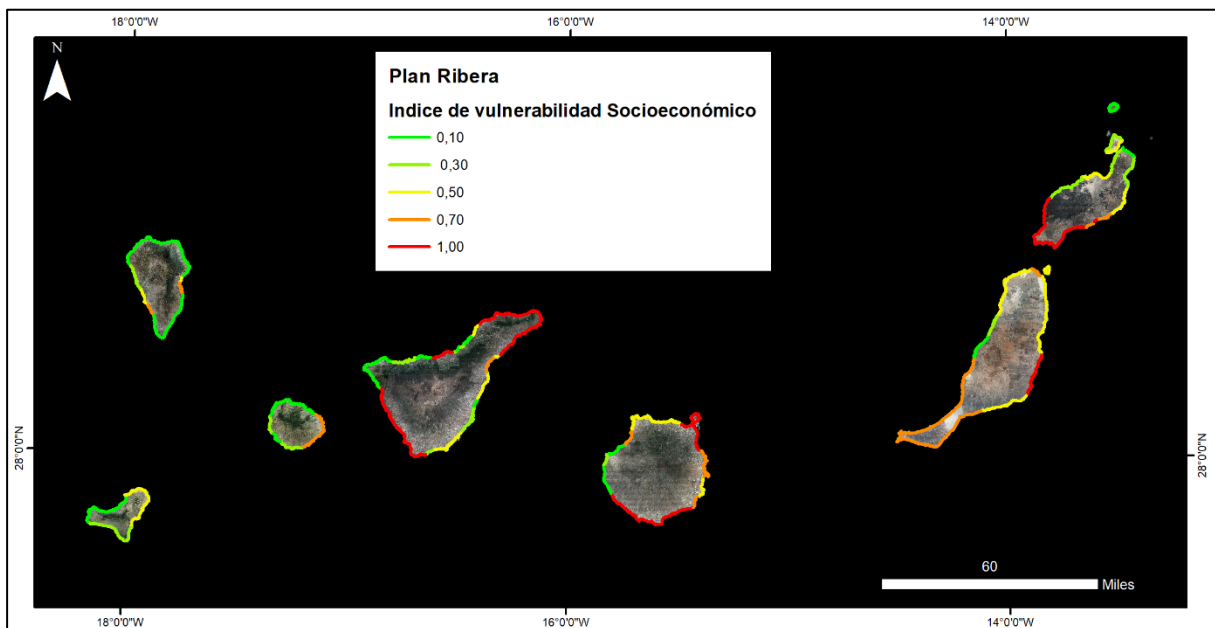 18°0'0"W 16°0'0"W 14°0'0"W
N
Plan Ribera
Indice de vulnerabilidad Socioeconómico
0,10
0,30
0,50
0,70
1,00
28°0'0"N 28°0'0"N
60
Miles
18°0'0"W 16°0'0"W 14°0'0"W